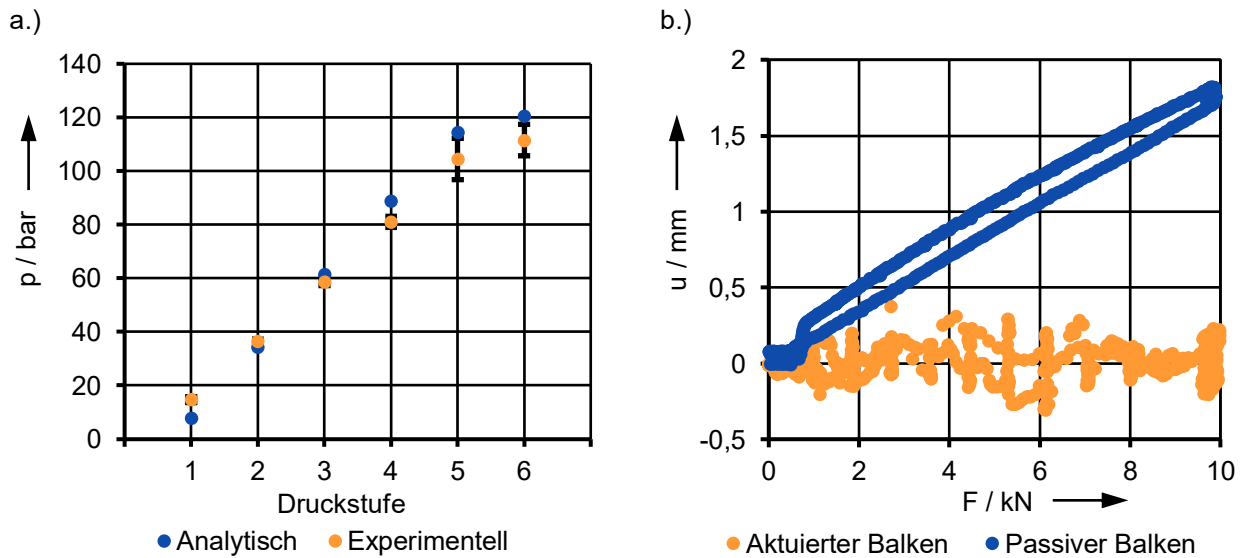 a.)
140
120
100
80
60
40
20
0
p / bar
1 2 3 4 5 6
Druckstufe
Analytisch Experimentell
b.)
2
1,5
1
0,5
0
-0,5
u / mm
0 2 4 6 8 10
F / kN
Aktuierter Balken Passiver Balken